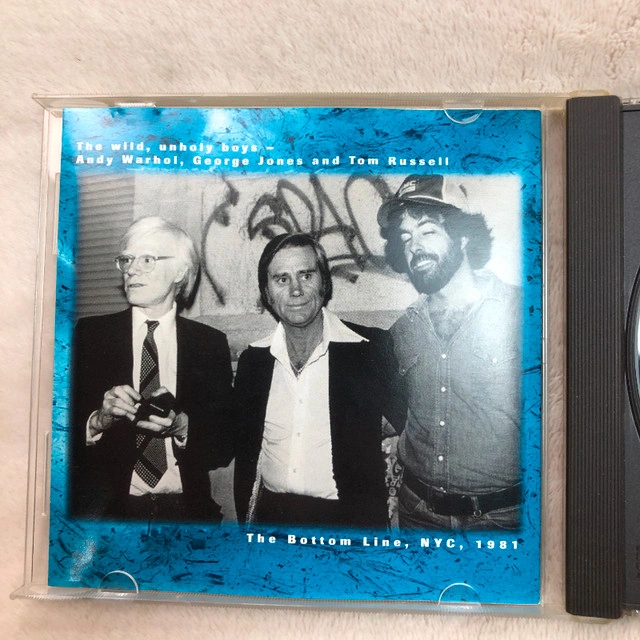 The wild, unholy boys –
Andy Warhol, George Jones and Tom Russell
The Bottom Line, NYC, 1981